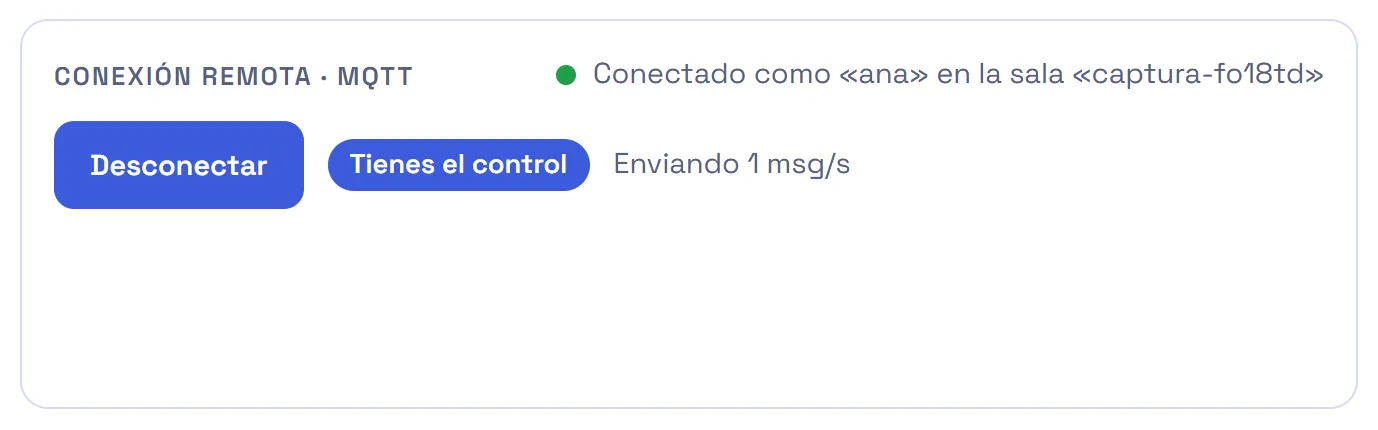 CONEXIÓN REMOTA · MQTT
Conectado como «ana» en la sala «captura-fo18td»
Desconectar
Tienes el control
Enviando 1 msg/s